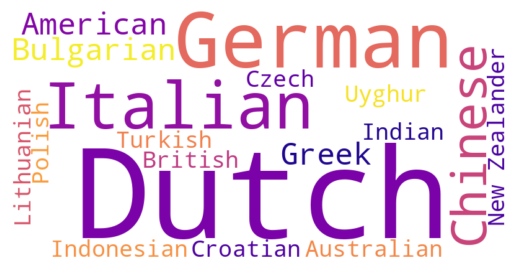 American
German
Bulgarian
Chinese
New Zealander
Czech
Italian
Uyghur
Lithuanian
Polish
Turkish
Indian
British
Greek
Dutch
Indonesian
Croatian
Australian